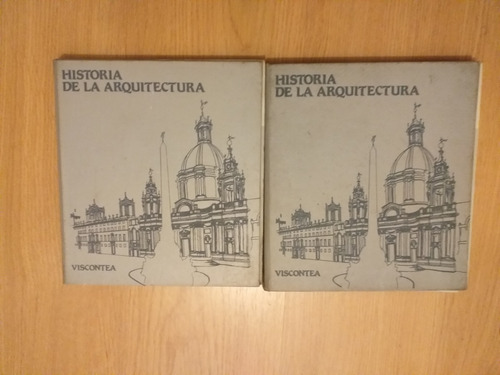 HISTORIA
DE LA ARQUITECTURA
VISCONTEA
HISTORIA
DE LA ARQUITECTURA
VISCONTEA